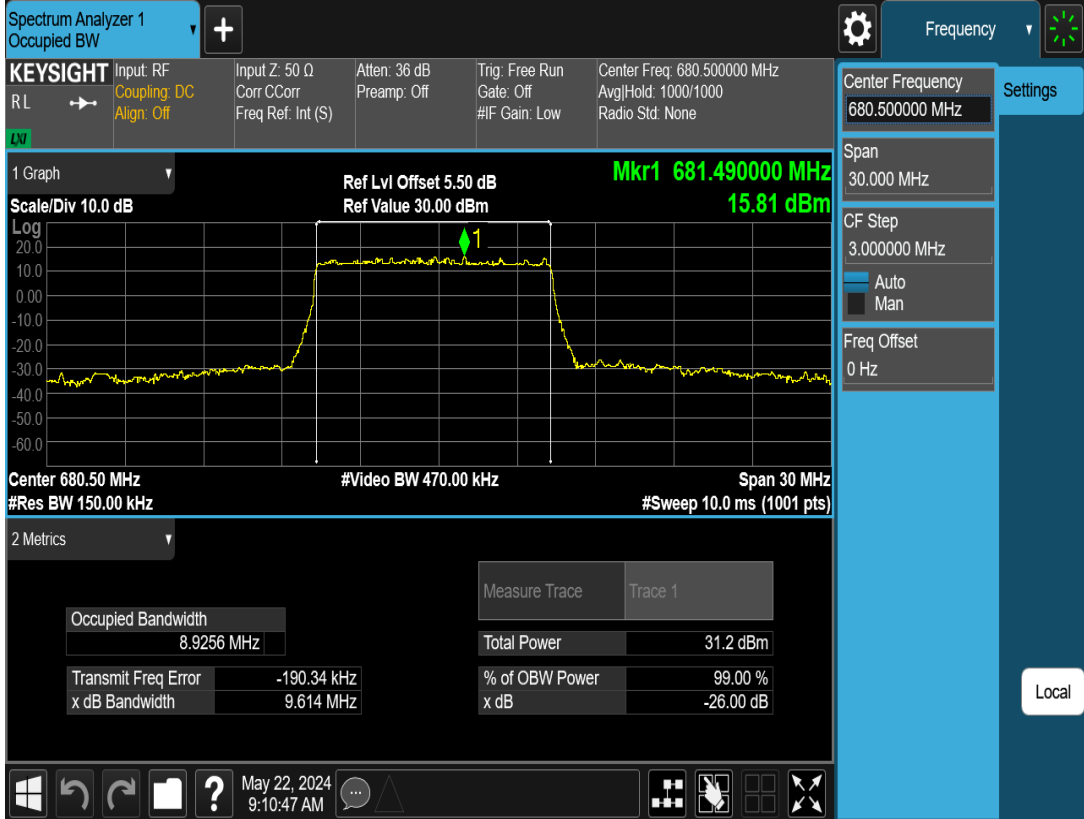 Spectrum Analyzer 1
Occupied BW
+
Frequency
KEYSIGHT
RL
LXI
Input: RF
Coupling: DC
Align: Off
Input Z: 50 Ω
Corr CCorr
Freq Ref: Int (S)
Atten: 36 dB
Preamp: Off
Trig: Free Run
Gate: Off
#IF Gain: Low
Center Freq: 680.500000 MHz
Avg|Hold: 1000/1000
Radio Std: None
Center Frequency
680.500000 MHz
Settings
Span
30.000 MHz
CF Step
3.000000 MHz
Auto
Man
Freq Offset
0 Hz
Local
1 Graph
Scale/Div 10.0 dB
Ref Lvl Offset 5.50 dB
Ref Value 30.00 dBm
Mkr1 681.490000 MHz
15.81 dBm
Log
1
20.0
10.0
0.00
-10.0
-20.0
-30.0
-40.0
-50.0
-60.0
Center 680.50 MHz
#Video BW 470.00 kHz
Span 30 MHz
#Res BW 150.00 kHz
#Sweep 10.0 ms (1001 pts)
2 Metrics
Measure Trace Trace 1
Occupied Bandwidth
8.9256 MHz
Total Power 31.2 dBm
Transmit Freq Error -190.34 kHz
% of OBW Power 99.00 %
x dB Bandwidth 9.614 MHz
x dB -26.00 dB
?
May 22, 2024
9:10:47 AM